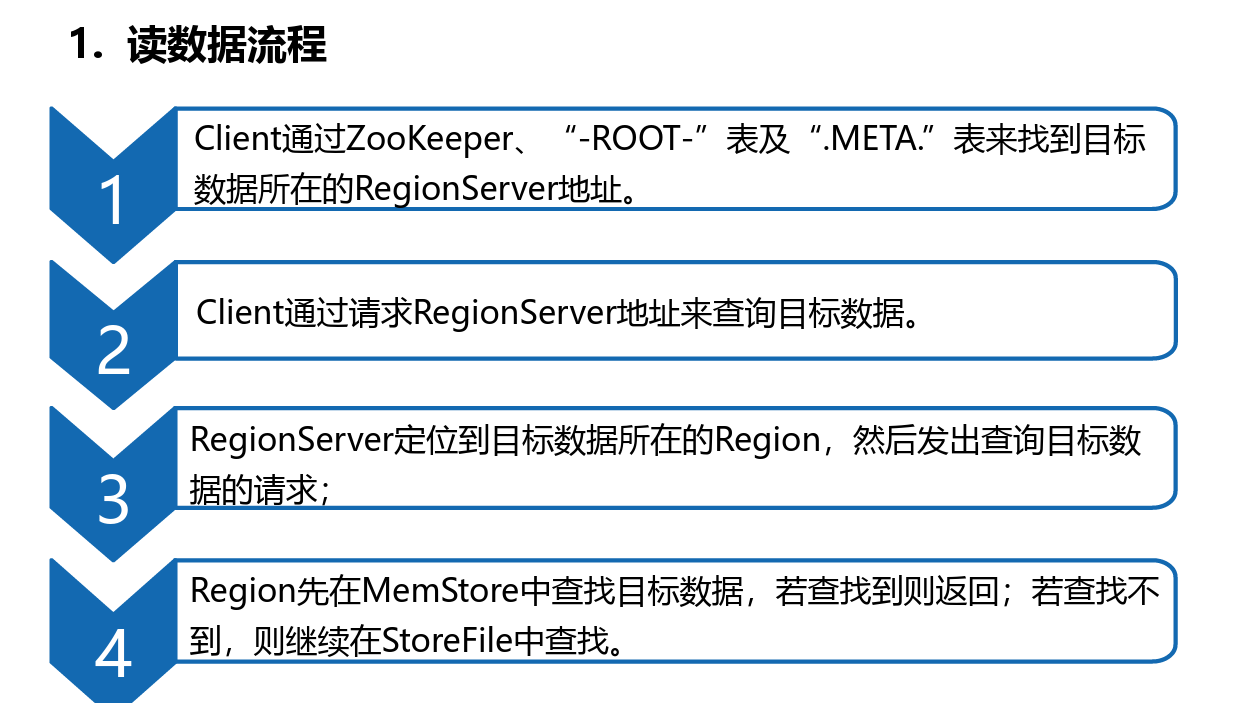 1. 读数据流程
1
Client通过ZooKeeper、“-ROOT-”表及“.META.”表来找到目标
数据所在的RegionServer地址。
2
Client通过请求RegionServer地址来查询目标数据。
3
RegionServer定位到目标数据所在的Region，然后发出查询目标数
据的请求；
4
Region先在MemStore中查找目标数据，若查找到则返回；若查找不
到，则继续在StoreFile中查找。